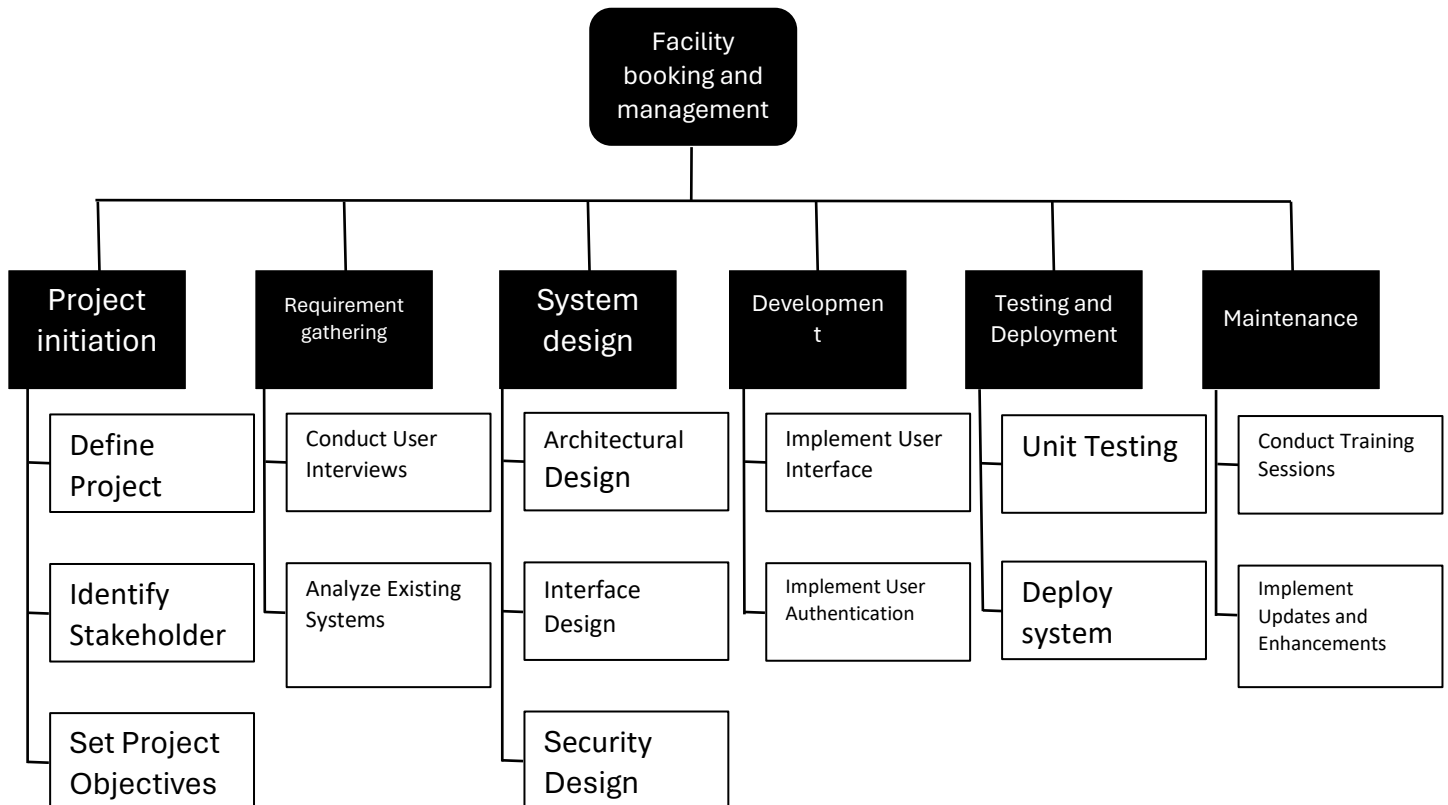 Facility
booking and
management
Project
initiation
Requirement
gathering
System
design
Developmen
t
Testing and
Deployment
Maintenance
Define
Project
Identify
Stakeholder
Set Project
Objectives
Conduct User
Interviews
Analyze Existing
Systems
Architectural
Design
Interface
Design
Security
Design
Implement User
Interface
Implement User
Authentication
Unit Testing
Deploy
system
Conduct Training
Sessions
Implement
Updates and
Enhancements